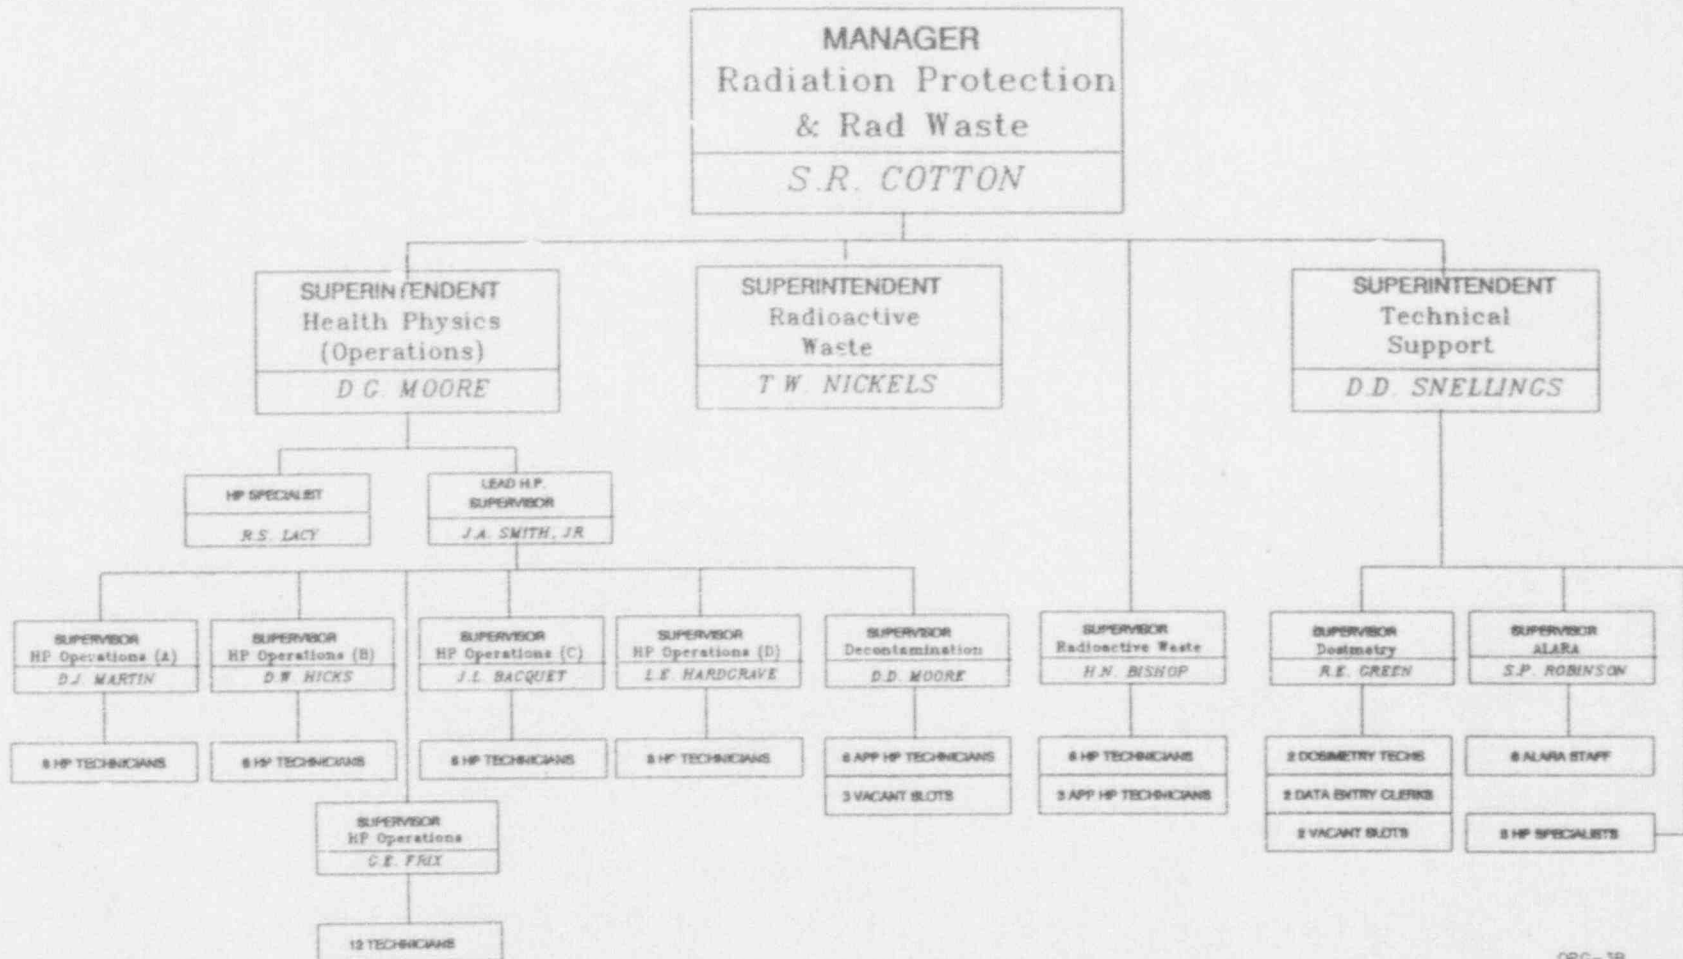 MANAGER
Radiation Protection
& Rad Waste
S.R. COTTON
SUPERINTENDENT
Health Physics
(Operations)
D.G. MOORE
SUPERINTENDENT
Radioactive
Waste
T.W. NICKELS
SUPERINTENDENT
Technical
Support
D.D. SNELLINGS
HP SPECIALIST
R.S. LACY
LEAD H.P.
SUPERVISOR
J.A. SMITH, JR
SUPERVISOR
HP Operations (A)
D.J. MARTIN
SUPERVISOR
HP Operations (B)
D.W. HICKS
SUPERVISOR
HP Operations (C)
J.L. BACQUET
SUPERVISOR
HP Operations (D)
L.E. HARDGRAVE
SUPERVISOR
Decontamination
D.D. MOORE
SUPERVISOR
Radioactive Waste
H.N. BISHOP
SUPERVISOR
Dosimetry
R.E. GREEN
SUPERVISOR
ALARA
S.P. ROBINSON
HP TECHNICIANS
HP TECHNICIANS
HP TECHNICIANS
HP TECHNICIANS
6 APP HP TECHNICIANS
3 VACANT SLOTS
6 HP TECHNICIANS
3 APP HP TECHNICIANS
2 DOSIMETRY TECHS
2 DATA ENTRY CLERKS
2 VACANT SLOTS
ALARA STAFF
HP SPECIALISTS
SUPERVISOR
HP Operations
FRIX
12 TECHNICIANS